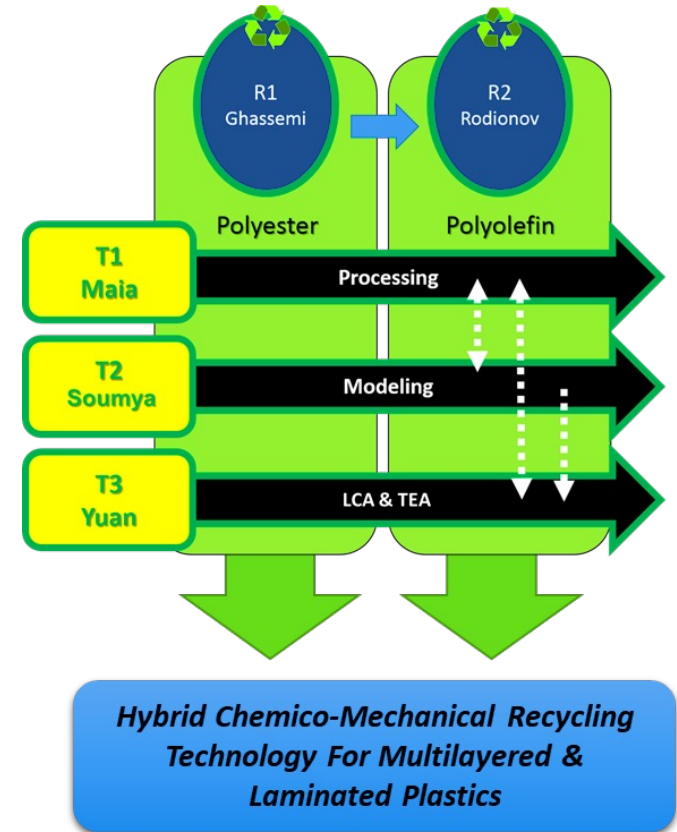 R1
Ghassemi
R2
Rodionov
Polyester
Polyolefin
T1
Maia
Processing
T2
Soumya
Modeling
T3
Yuan
LCA & TEA
Hybrid Chemico-Mechanical Recycling
Technology For Multilayered &
Laminated Plastics